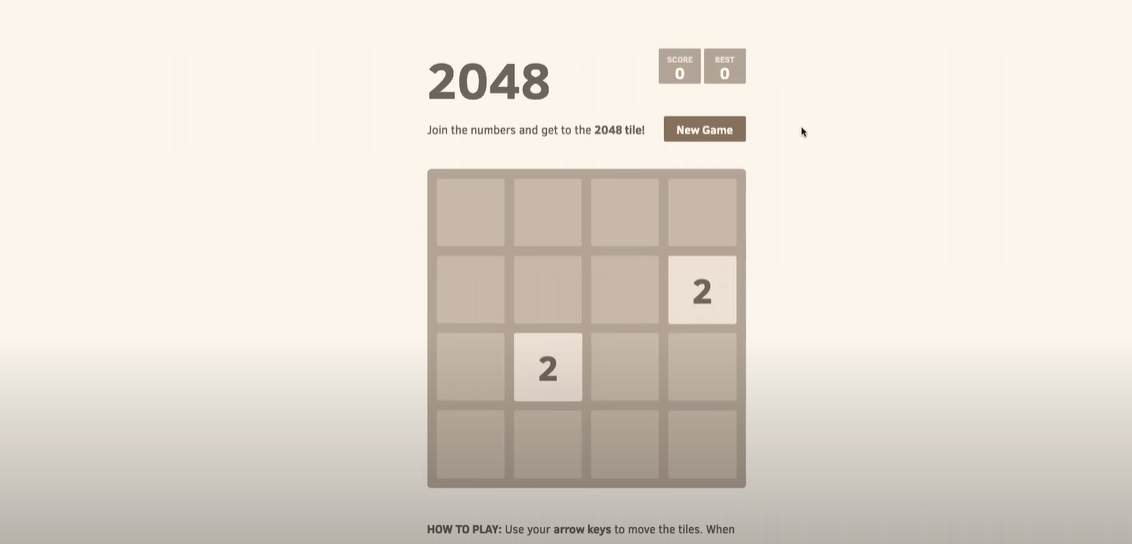 2048
SCORE
0
BEST
0
Join the numbers and get to the 2048 tile!
New Game
2
2
HOW TO PLAY: Use your arrow keys to move the tiles. When